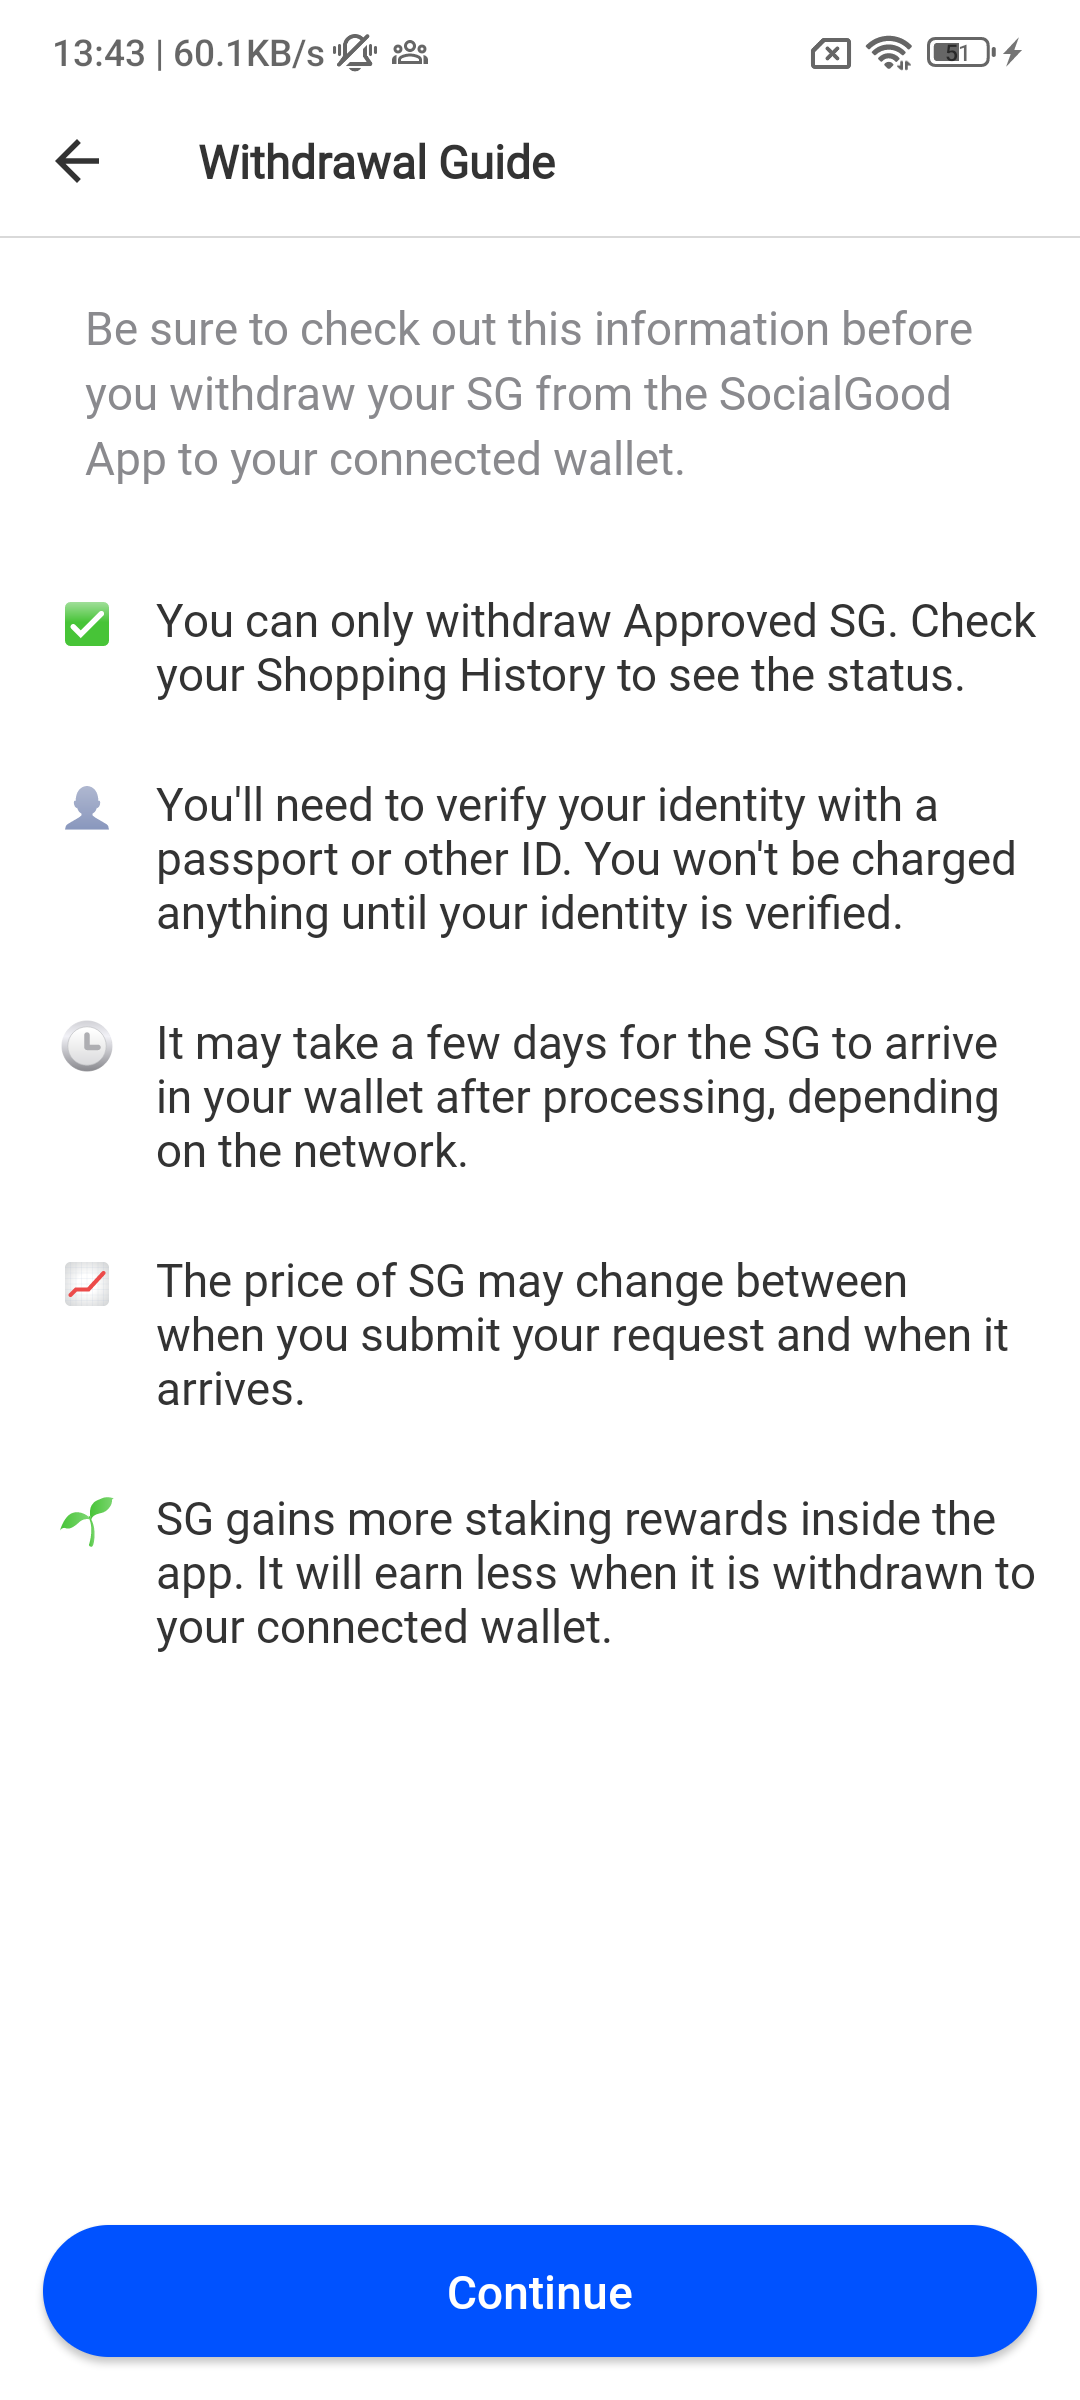 13:43 | 60.1KB/s
51
Withdrawal Guide
Be sure to check out this information before
you withdraw your SG from the SocialGood
App to your connected wallet.
You can only withdraw Approved SG. Check
your Shopping History to see the status.
You'll need to verify your identity with a
passport or other ID. You won't be charged
anything until your identity is verified.
It may take a few days for the SG to arrive
in your wallet after processing, depending
on the network.
The price of SG may change between
when you submit your request and when it
arrives.
SG gains more staking rewards inside the
app. It will earn less when it is withdrawn to
your connected wallet.
Continue